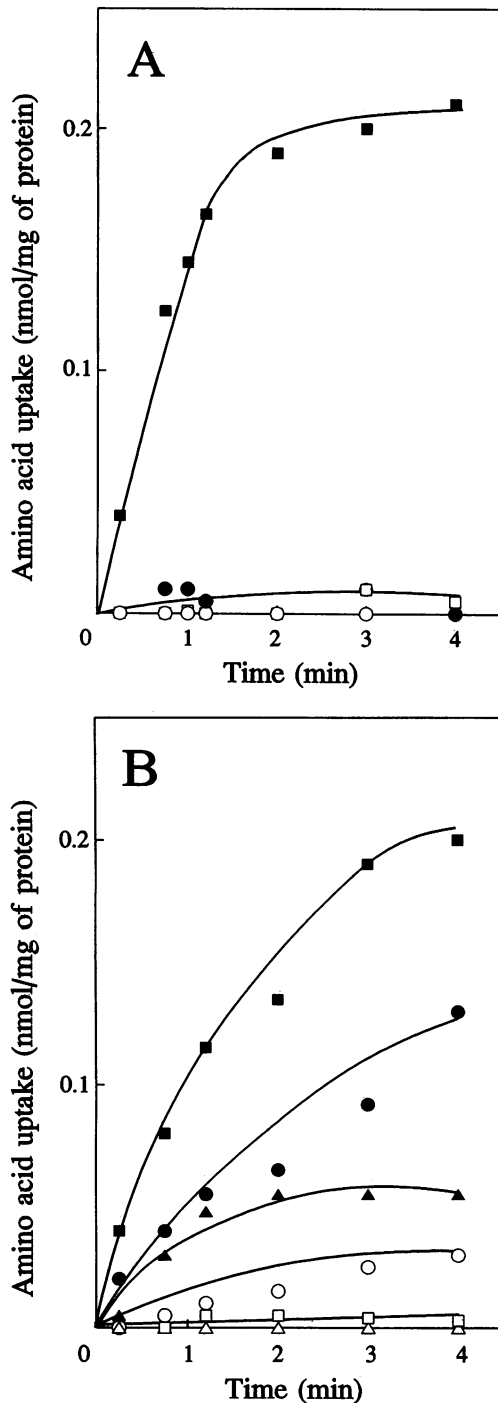 A
Amino acid uptake (nmol/mg of protein)
0.2
0.1
0 1 2 3 4
Time (min)
B
Amino acid uptake (nmol/mg of protein)
0.2
0.1
0 1 2 3 4
Time (min)